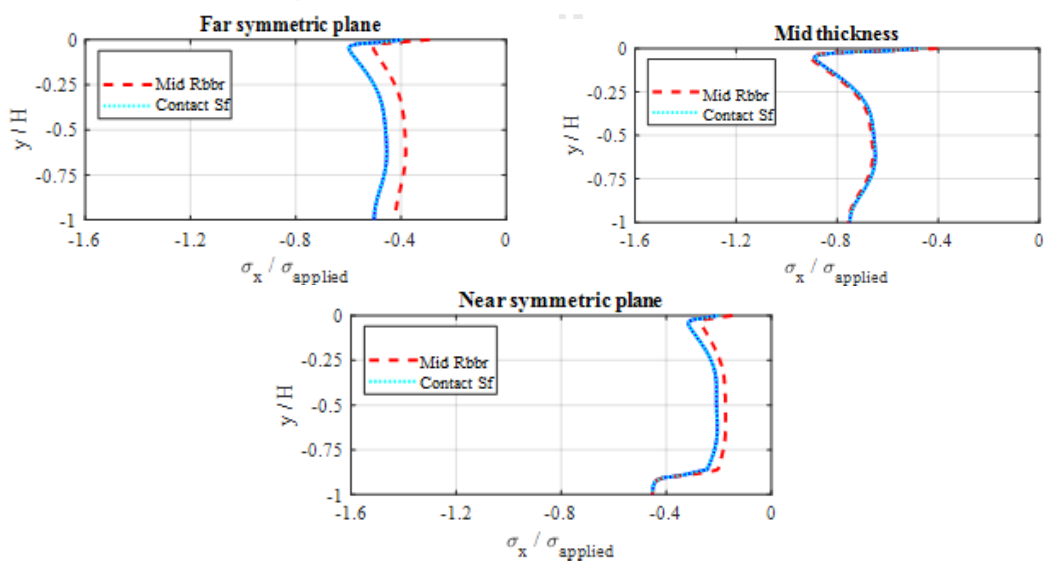 Far symmetric plane
0
-0.25
-0.5
-0.75
-1
y / H
Mid Rbbr
Contact Sf
-1.6 -1.2 -0.8 -0.4 0
σx / σapplied
Mid thickness
0
-0.25
-0.5
-0.75
-1
y / H
Mid Rbbr
Contact Sf
-1.6 -1.2 -0.8 -0.4 0
σx / σapplied
Near symmetric plane
0
-0.25
-0.5
-0.75
-1
y / H
Mid Rbbr
Contact Sf
-1.6 -1.2 -0.8 -0.4 0
σx / σapplied